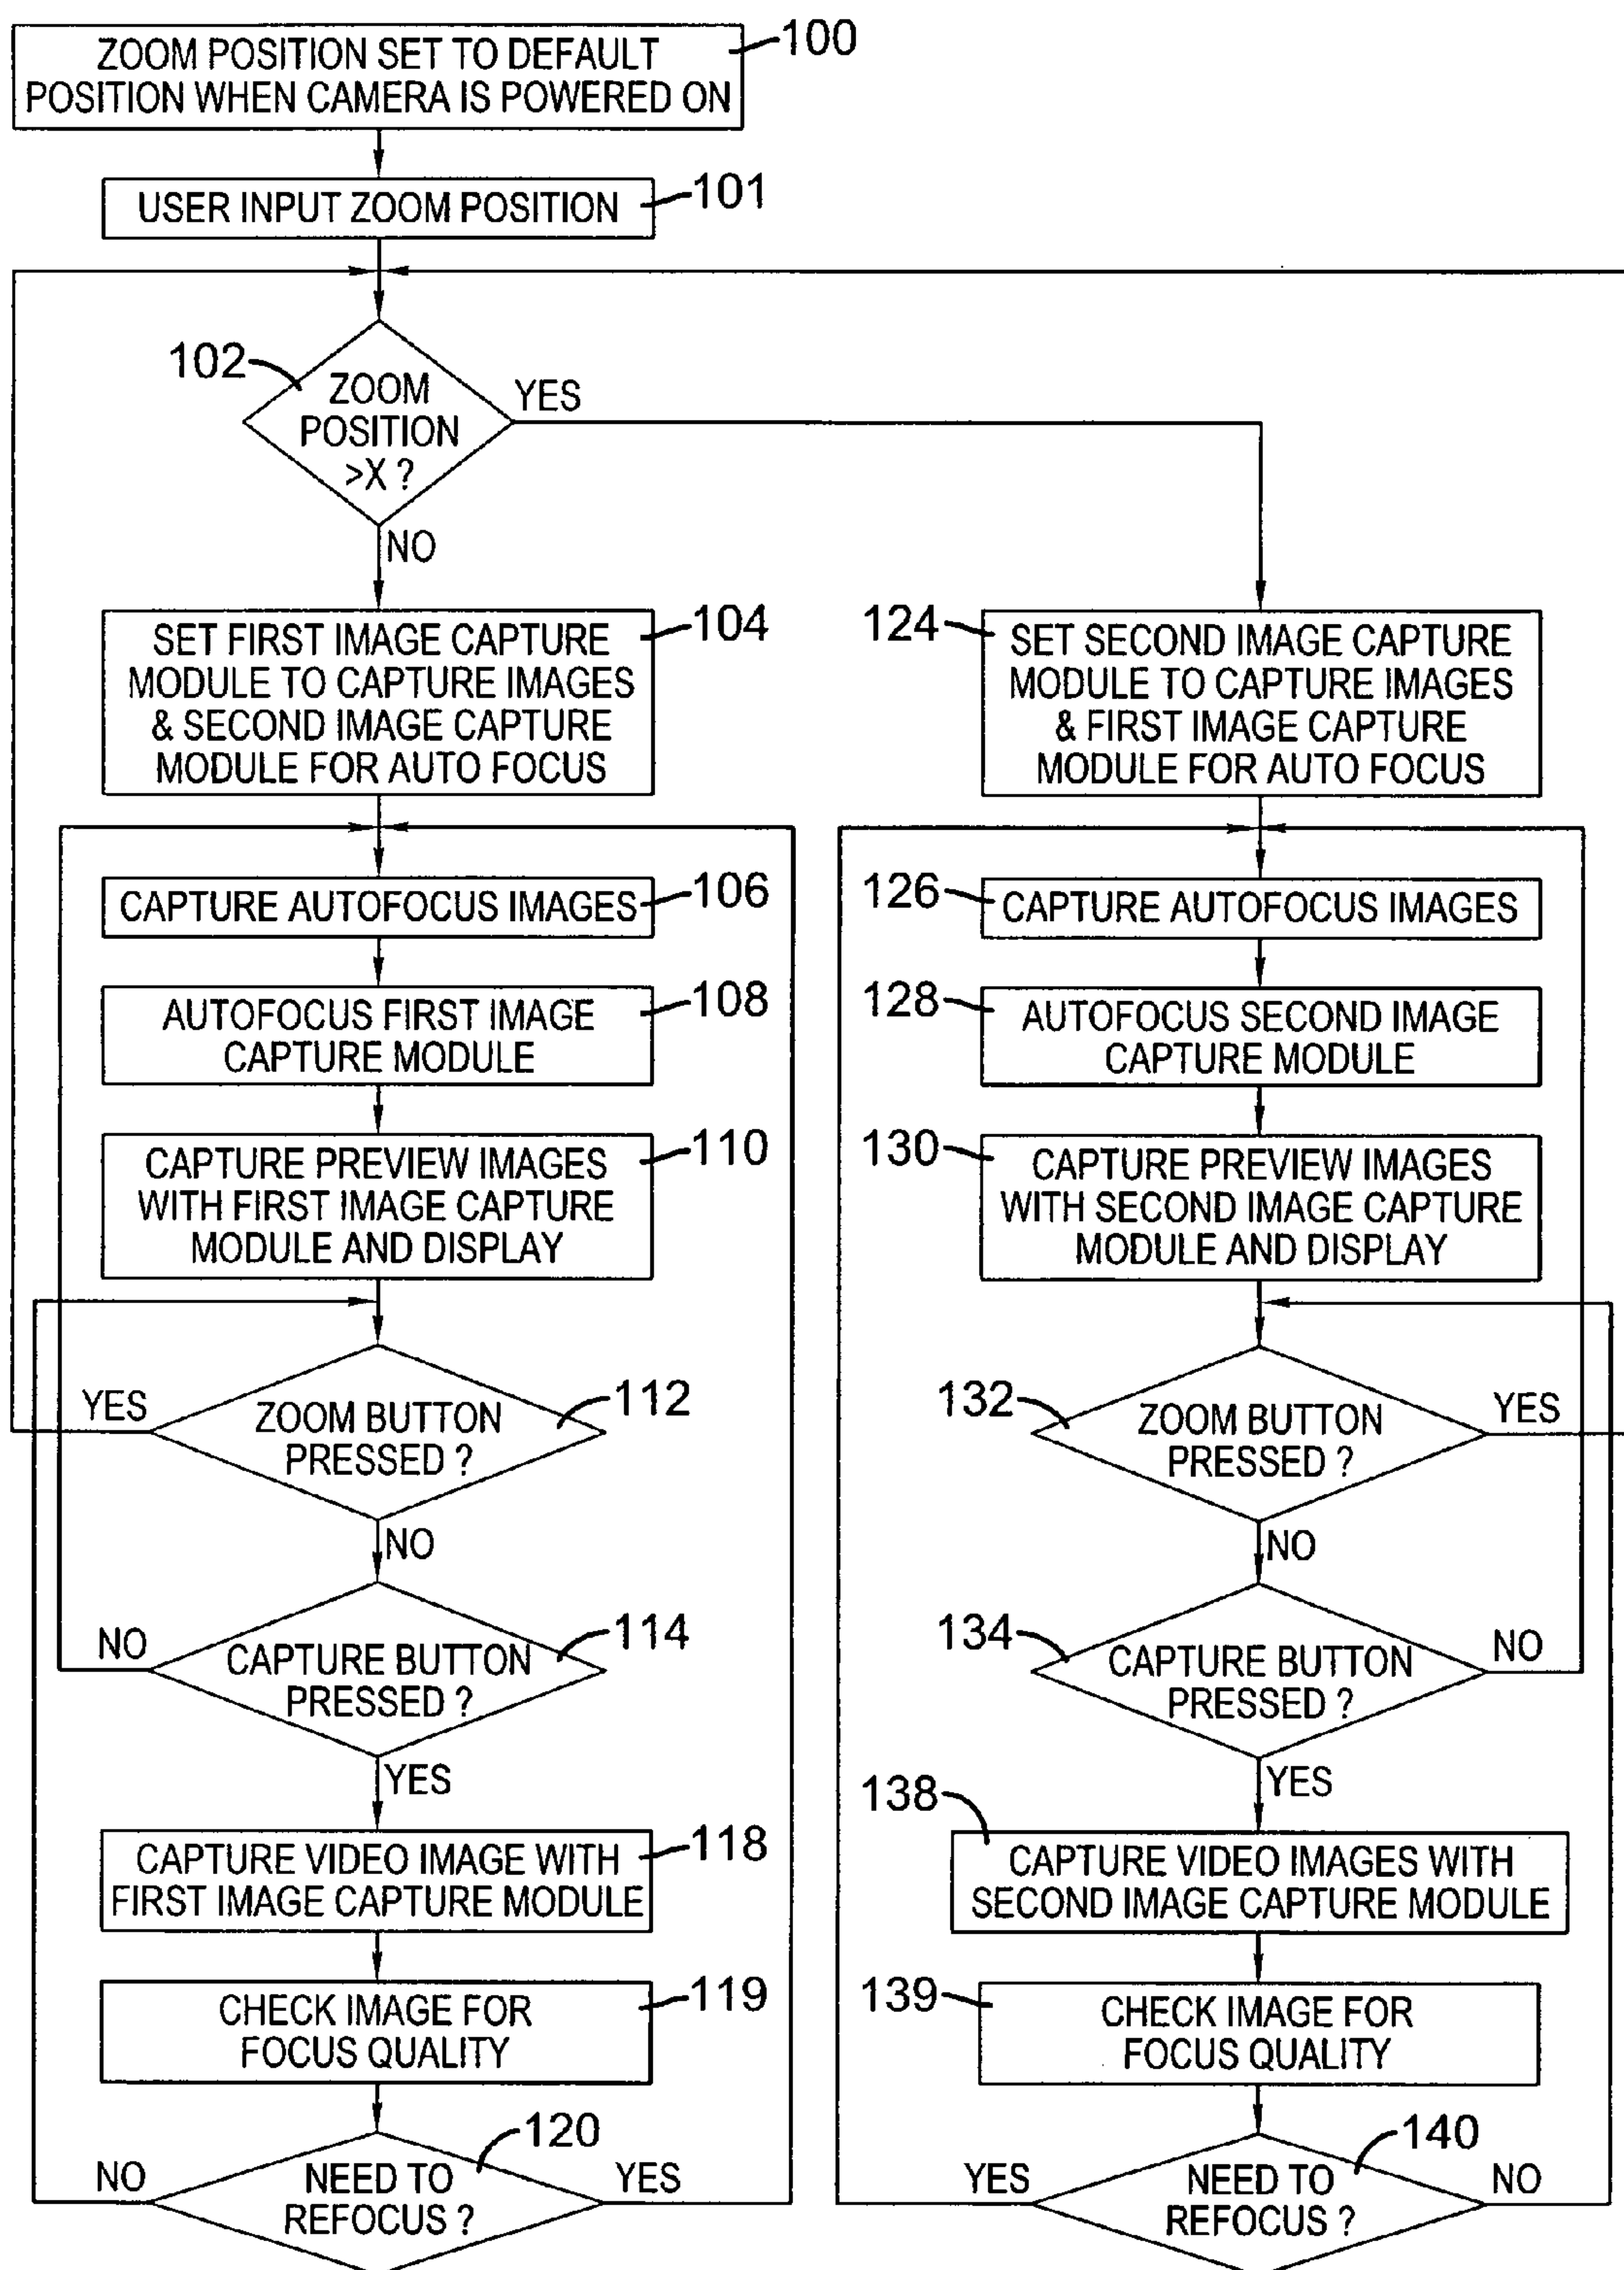 ZOOM POSITION SET TO DEFAULT
POSITION WHEN CAMERA IS POWERED ON
100
USER INPUT ZOOM POSITION
101
102
ZOOM
POSITION
>X ?
YES
NO
SET FIRST IMAGE CAPTURE
MODULE TO CAPTURE IMAGES
& SECOND IMAGE CAPTURE
MODULE FOR AUTO FOCUS
104
CAPTURE AUTOFOCUS IMAGES
106
AUTOFOCUS FIRST IMAGE
CAPTURE MODULE
108
CAPTURE PREVIEW IMAGES
WITH FIRST IMAGE CAPTURE
MODULE AND DISPLAY
110
YES
ZOOM BUTTON
PRESSED ?
112
NO
NO
CAPTURE BUTTON
PRESSED ?
114
YES
CAPTURE VIDEO IMAGE WITH
FIRST IMAGE CAPTURE MODULE
118
CHECK IMAGE FOR
FOCUS QUALITY
119
NO
NEED TO
REFOCUS ?
120
YES
124
SET SECOND IMAGE CAPTURE
MODULE TO CAPTURE IMAGES
& FIRST IMAGE CAPTURE
MODULE FOR AUTO FOCUS
126
CAPTURE AUTOFOCUS IMAGES
128
AUTOFOCUS SECOND IMAGE
CAPTURE MODULE
130
CAPTURE PREVIEW IMAGES
WITH SECOND IMAGE CAPTURE
MODULE AND DISPLAY
132
ZOOM BUTTON
PRESSED ?
YES
NO
134
CAPTURE BUTTON
PRESSED ?
NO
YES
138
CAPTURE VIDEO IMAGES WITH
SECOND IMAGE CAPTURE MODULE
139
CHECK IMAGE FOR
FOCUS QUALITY
YES
NEED TO
REFOCUS ?
140
NO